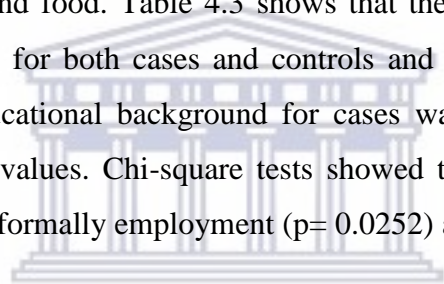 nd food. Table 4.3 shows that the
for both cases and controls and
ucational background for cases wa
values. Chi-square tests showed t
formally employment (p= 0.0252) a